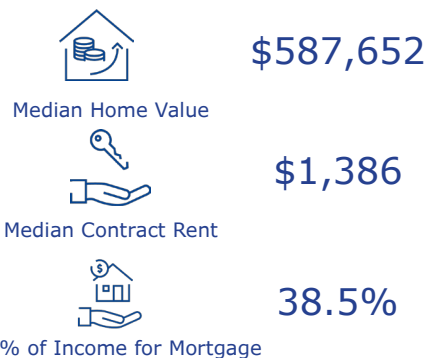 $587,652
Median Home Value
$1,386
Median Contract Rent
$
38.5%
% of Income for Mortgage